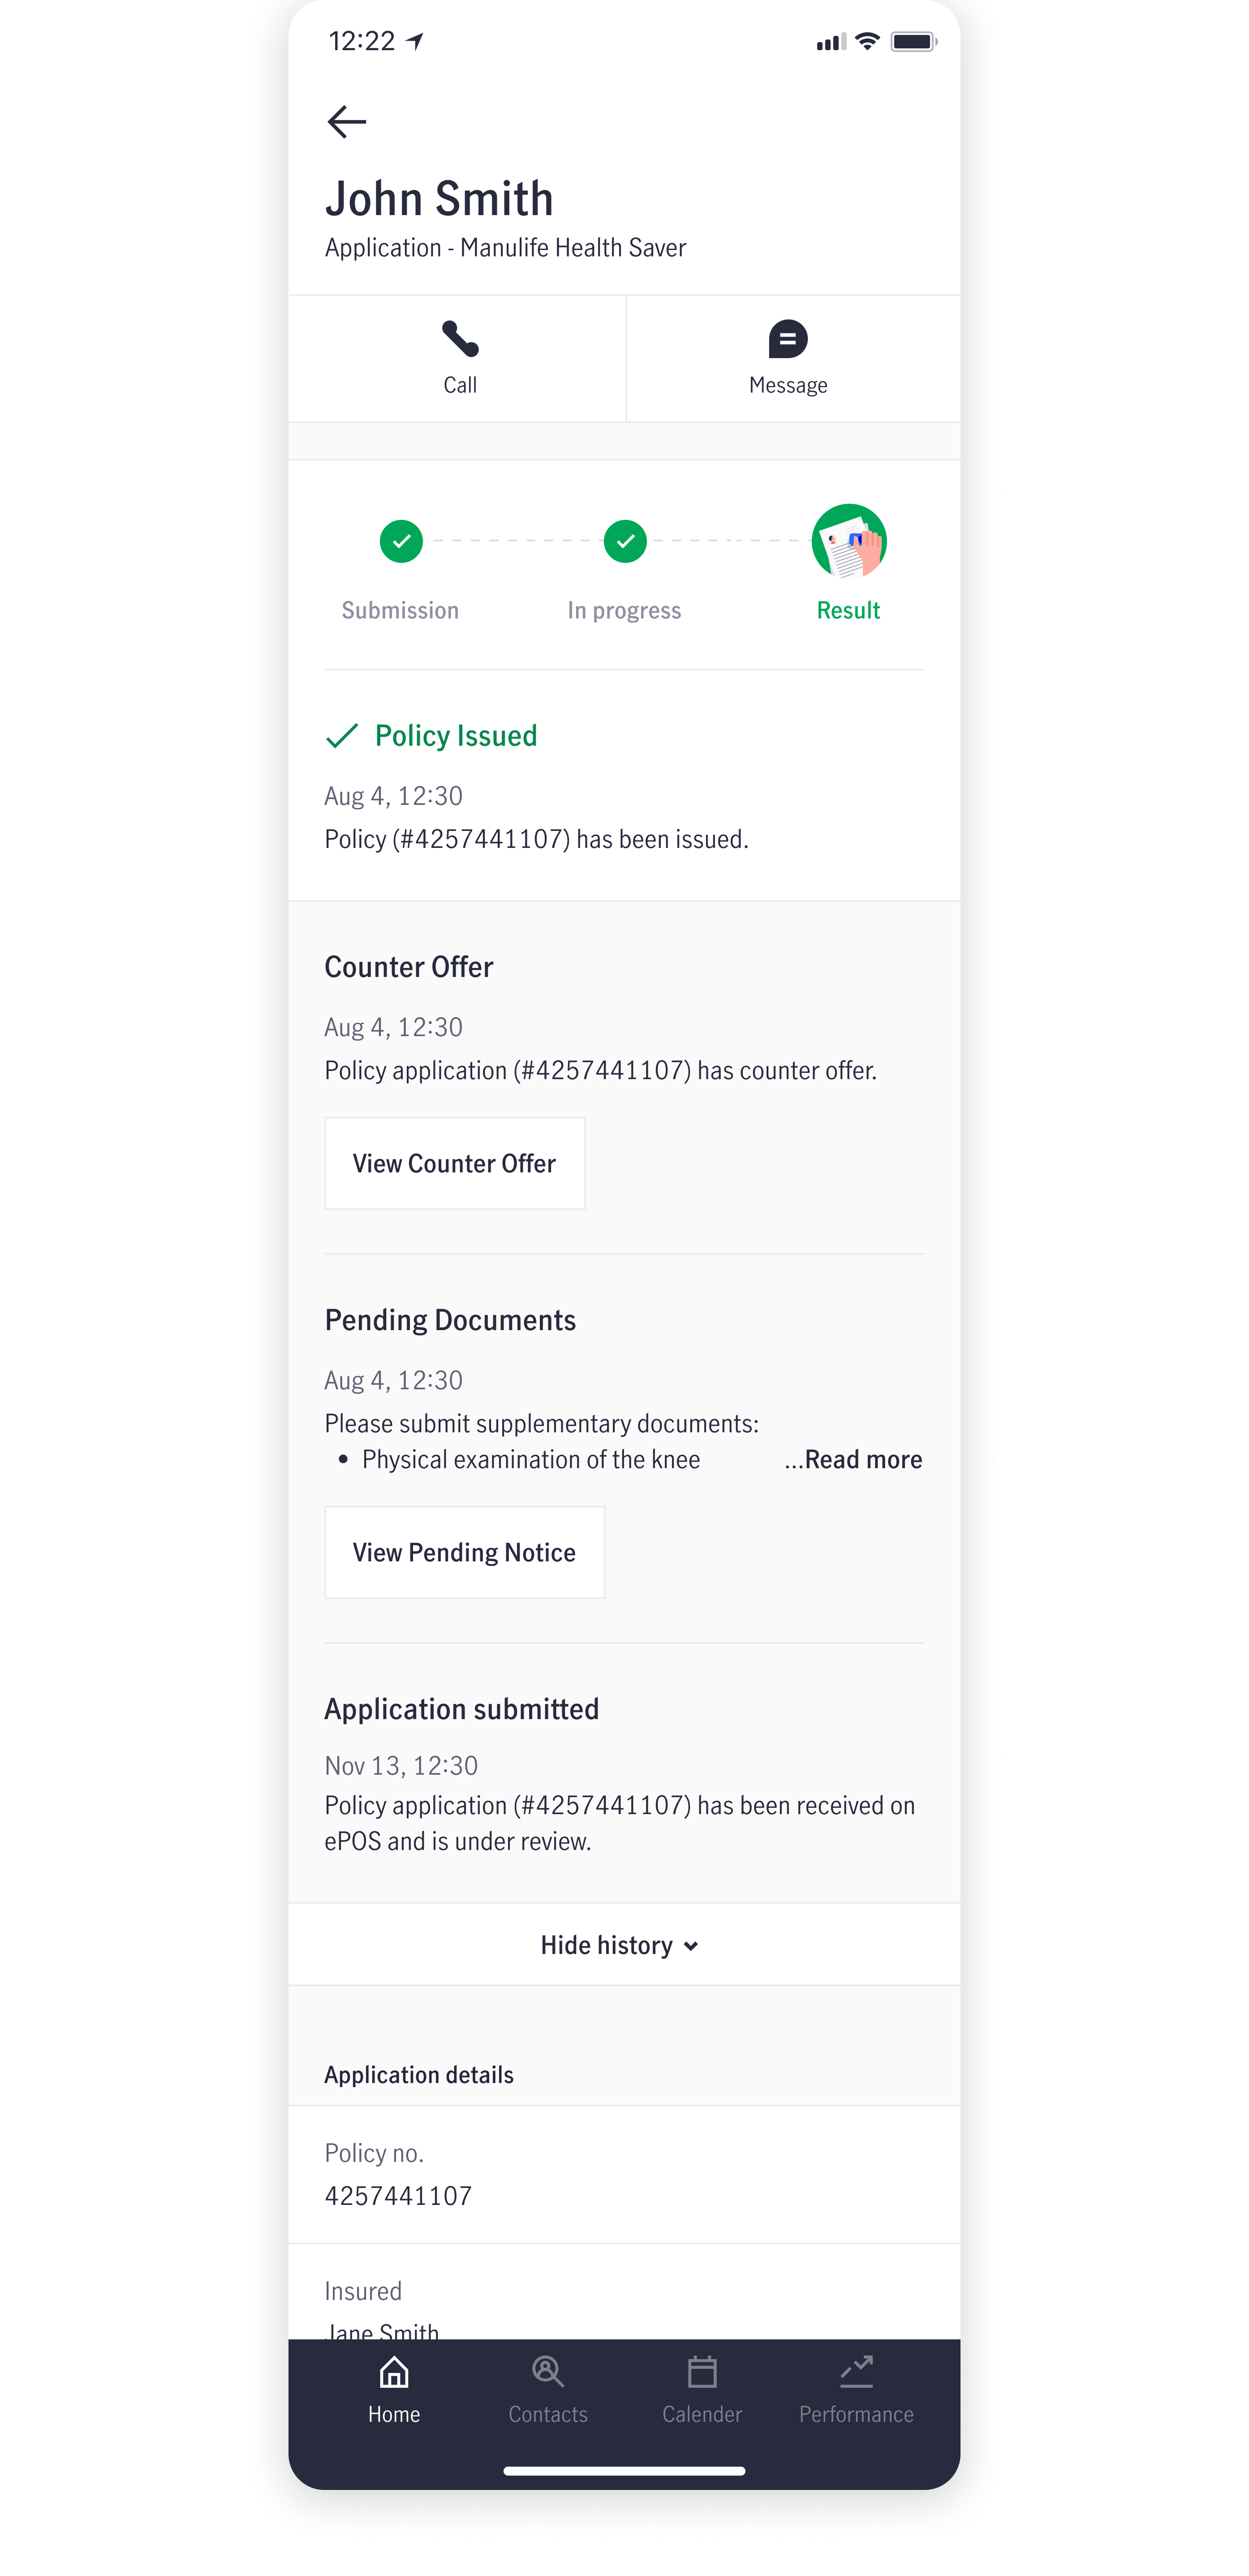 12:22
John Smith
Application - Manulife Health Saver
Call
Message
Submission
In progress
Result
Policy Issued
Aug 4, 12:30
Policy (#4257441107) has been issued.
Counter Offer
Aug 4, 12:30
Policy application (#4257441107) has counter offer.
View Counter Offer
Pending Documents
Aug 4, 12:30
Please submit supplementary documents:
• Physical examination of the knee ...Read more
View Pending Notice
Application submitted
Nov 13, 12:30
Policy application (#4257441107) has been received on
ePOS and is under review.
Hide history
Application details
Policy no.
4257441107
Insured
Jane Smith
Home
Contacts
Calender
Performance